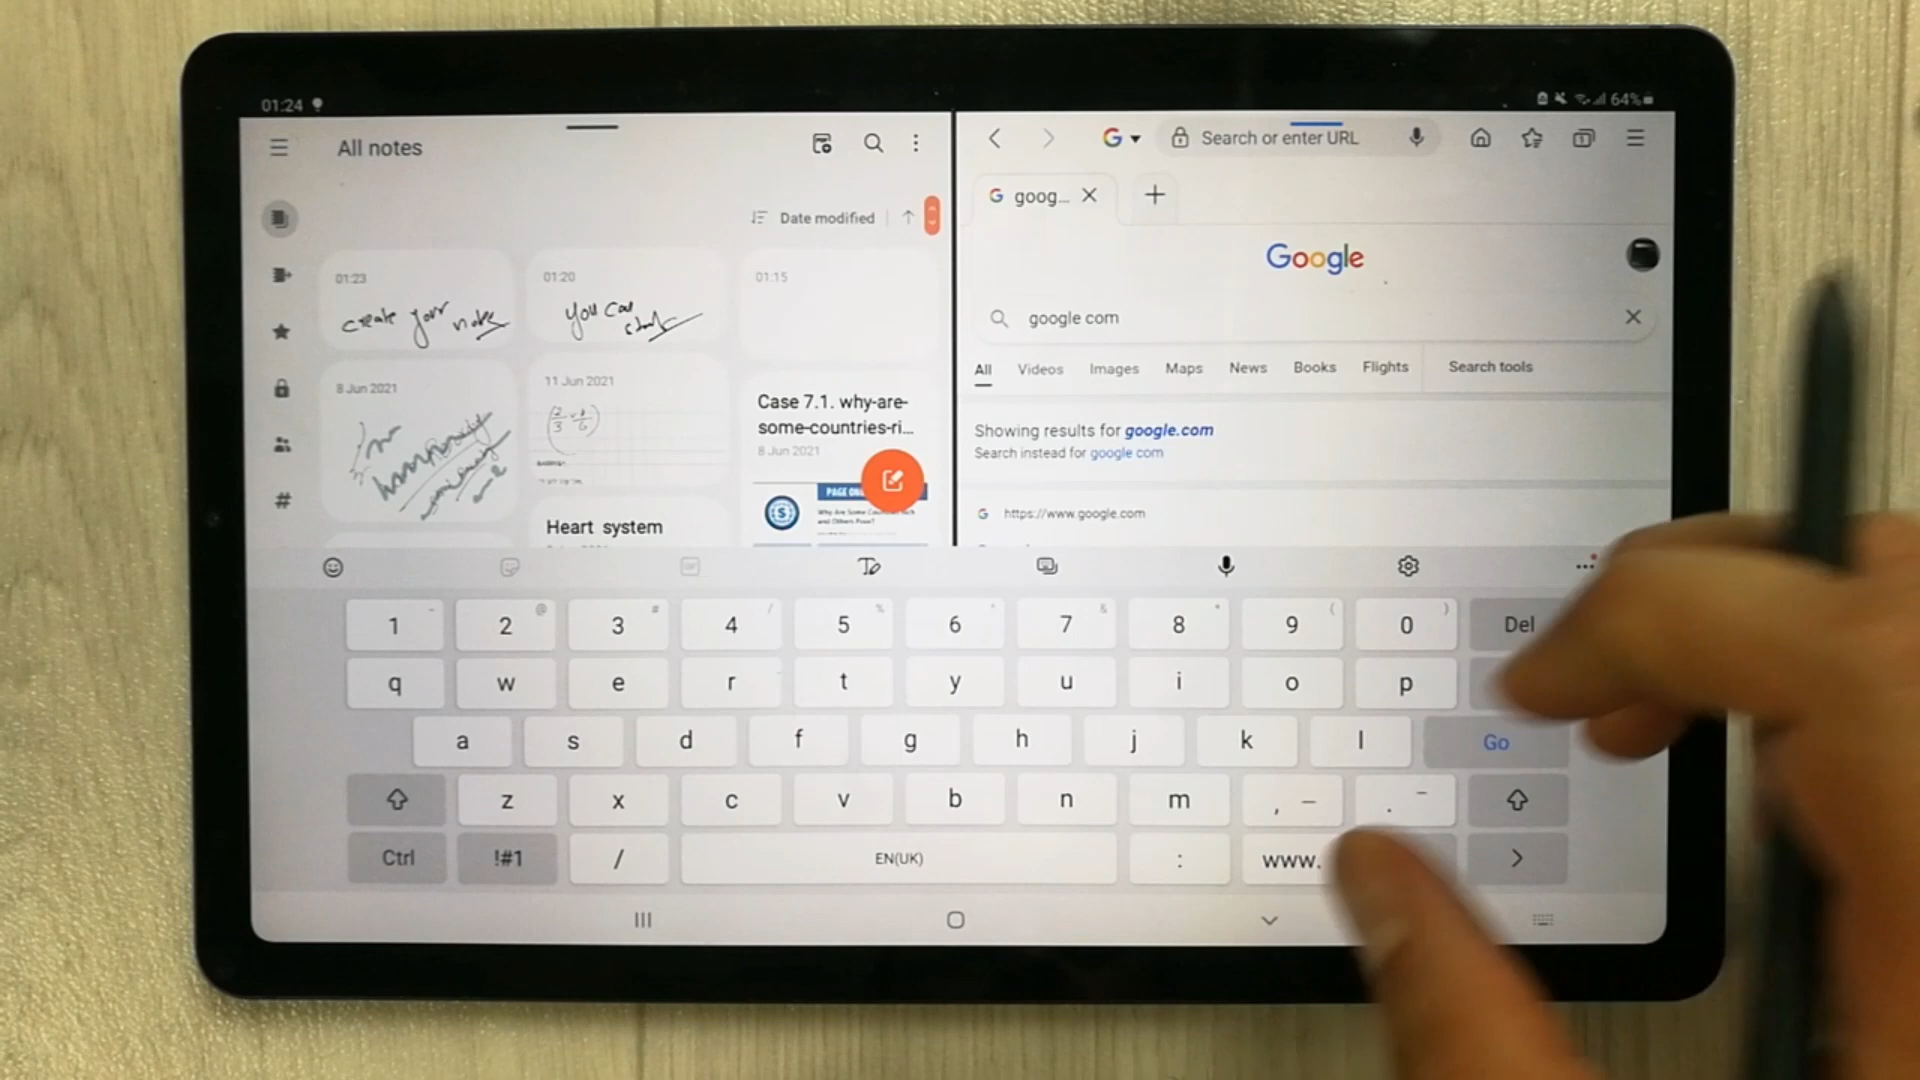 01:24
64%
All notes
Date modified
01:23
create your notes
01:20
you can
01:15
8 Jun 2021
11 Jun 2021
Case 7.1. why-are-
some-countries-ri...
8 Jun 2021
Heart system
Search or enter URL
goog...
Google
google com
All Videos Images Maps News Books Flights Search tools
Showing results for google.com
Search instead for google com
https://www.google.com
1 2 3 4 5 6 7 8 9 0 Del
q w e r t y u i o p
a s d f g h j k l Go
z x c v b n m , .
Ctrl !#1 / EN(UK) : www.